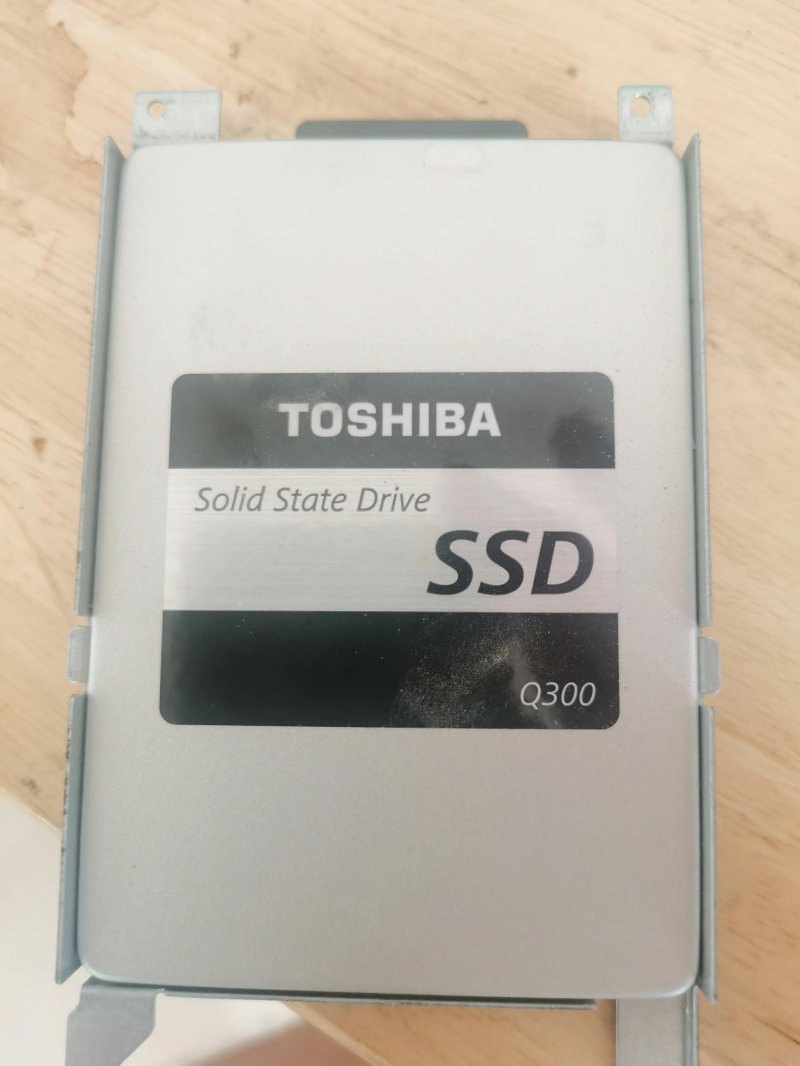 TOSHIBA
Solid State Drive
SSD
Q300